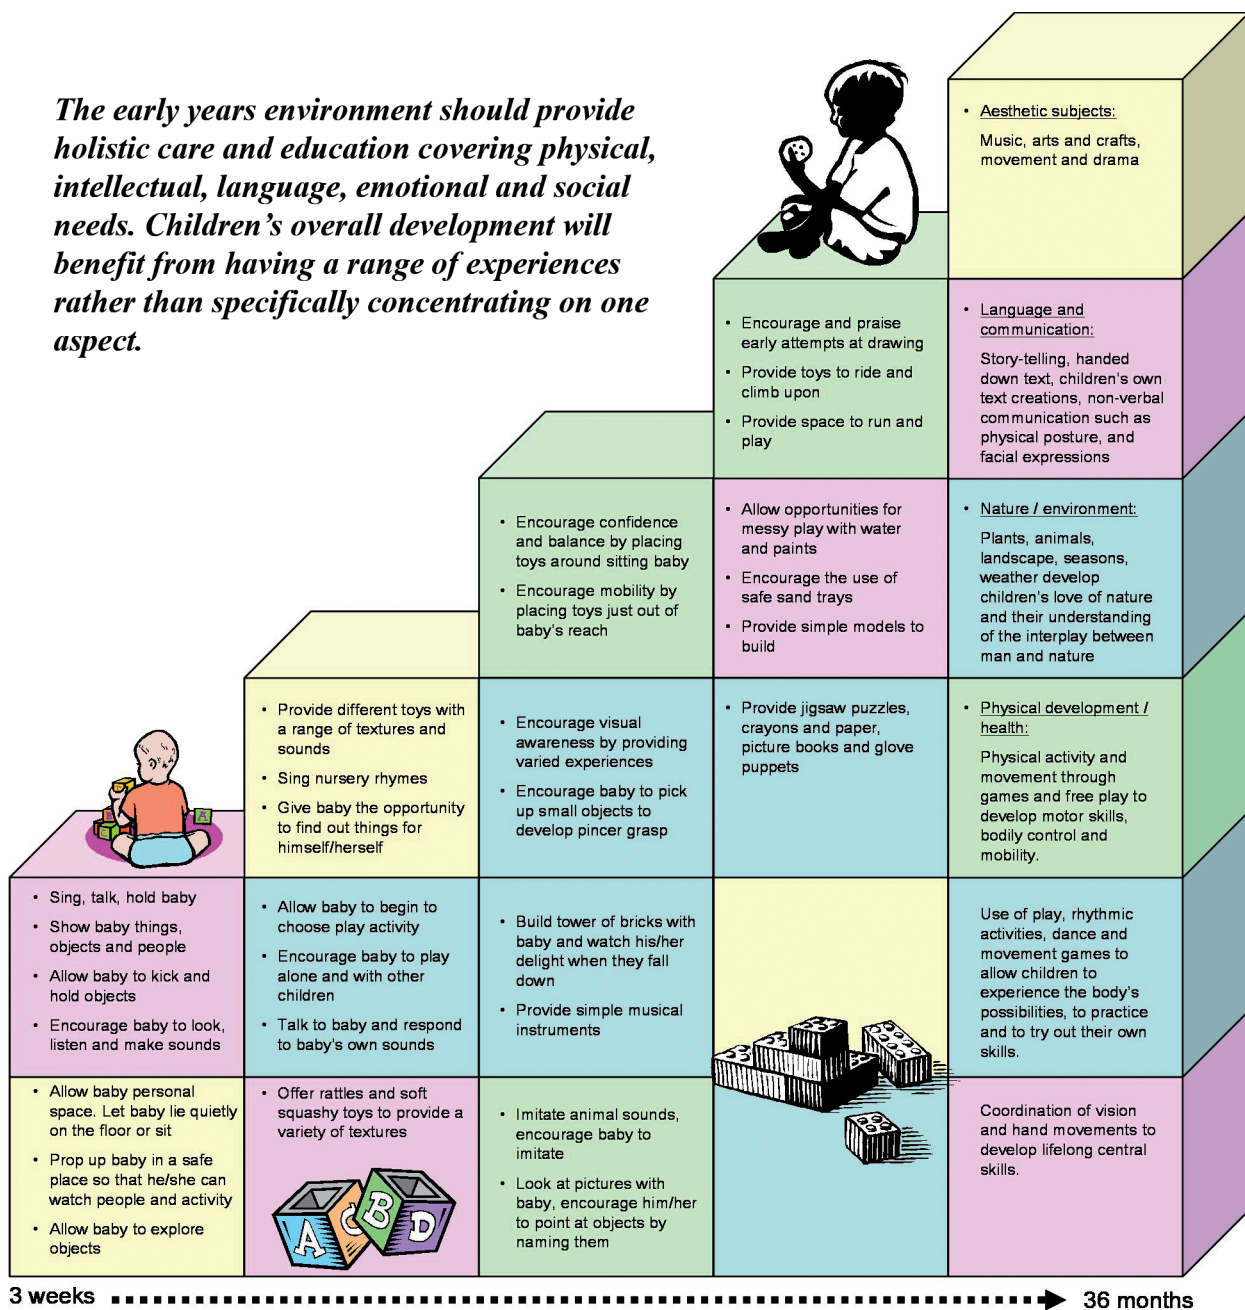 The early years environment should provide
holistic care and education covering physical,
intellectual, language, emotional and social
needs. Children's overall development will
benefit from having a range of experiences
rather than specifically concentrating on one
aspect.
• Sing, talk, hold baby
• Show baby things,
objects and people
• Allow baby to kick and
hold objects
• Encourage baby to look,
listen and make sounds
• Allow baby personal
space. Let baby lie quietly
on the floor or sit
• Prop up baby in a safe
place so that he/she can
watch people and activity
• Allow baby to explore
objects
• Provide different toys with
a range of textures and
sounds
• Sing nursery rhymes
• Give baby the opportunity
to find out things for
himself/herself
• Allow baby to begin to
choose play activity
• Encourage baby to play
alone and with other
children
• Talk to baby and respond
to baby's own sounds
• Offer rattles and soft
squashy toys to provide a
variety of textures
A C B D
• Encourage confidence
and balance by placing
toys around sitting baby
• Encourage mobility by
placing toys just out of
baby's reach
• Encourage visual
awareness by providing
varied experiences
• Encourage baby to pick
up small objects to
develop pincer grasp
• Build tower of bricks with
baby and watch his/her
delight when they fall
down
• Provide simple musical
instruments
• Imitate animal sounds,
encourage baby to
imitate
• Look at pictures with
baby, encourage him/her
to point at objects by
naming them
• Encourage and praise
early attempts at drawing
• Provide toys to ride and
climb upon
• Provide space to run and
play
• Allow opportunities for
messy play with water
and paints
• Encourage the use of
safe sand trays
• Provide simple models to
build
• Provide jigsaw puzzles,
crayons and paper,
picture books and glove
puppets
• Aesthetic subjects:
Music, arts and crafts,
movement and drama
• Language and
communication:
Story-telling, handed
down text, children's own
text creations, non-verbal
communication such as
physical posture, and
facial expressions
• Nature / environment:
Plants, animals,
landscape, seasons,
weather develop
children's love of nature
and their understanding
of the interplay between
man and nature
• Physical development /
health:
Physical activity and
movement through
games and free play to
develop motor skills,
bodily control and
mobility.
Use of play, rhythmic
activities, dance and
movement games to
allow children to
experience the body's
possibilities, to practice
and to try out their own
skills.
Coordination of vision
and hand movements to
develop lifelong central
skills.
3 weeks
36 months